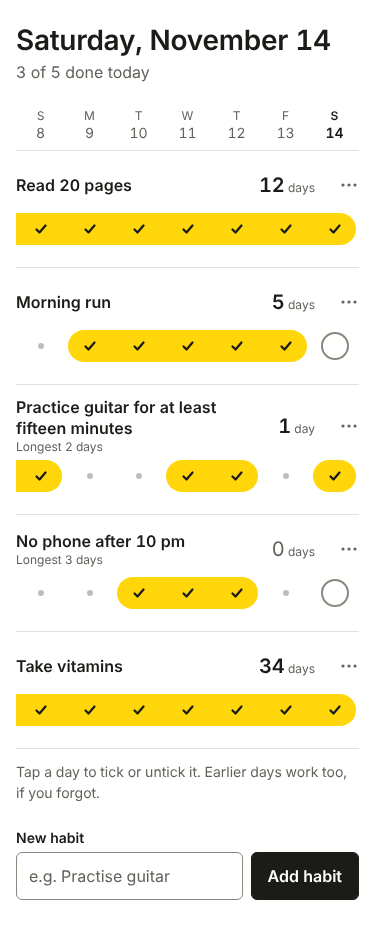 Saturday, November 14
3 of 5 done today
S M T W T F S
8 9 10 11 12 13 14
Read 20 pages 12 days
Morning run 5 days
Practice guitar for at least
fifteen minutes 1 day
Longest 2 days
No phone after 10 pm 0 days
Longest 3 days
Take vitamins 34 days
Tap a day to tick or untick it. Earlier days work too,
if you forgot.
New habit
e.g. Practise guitar Add habit